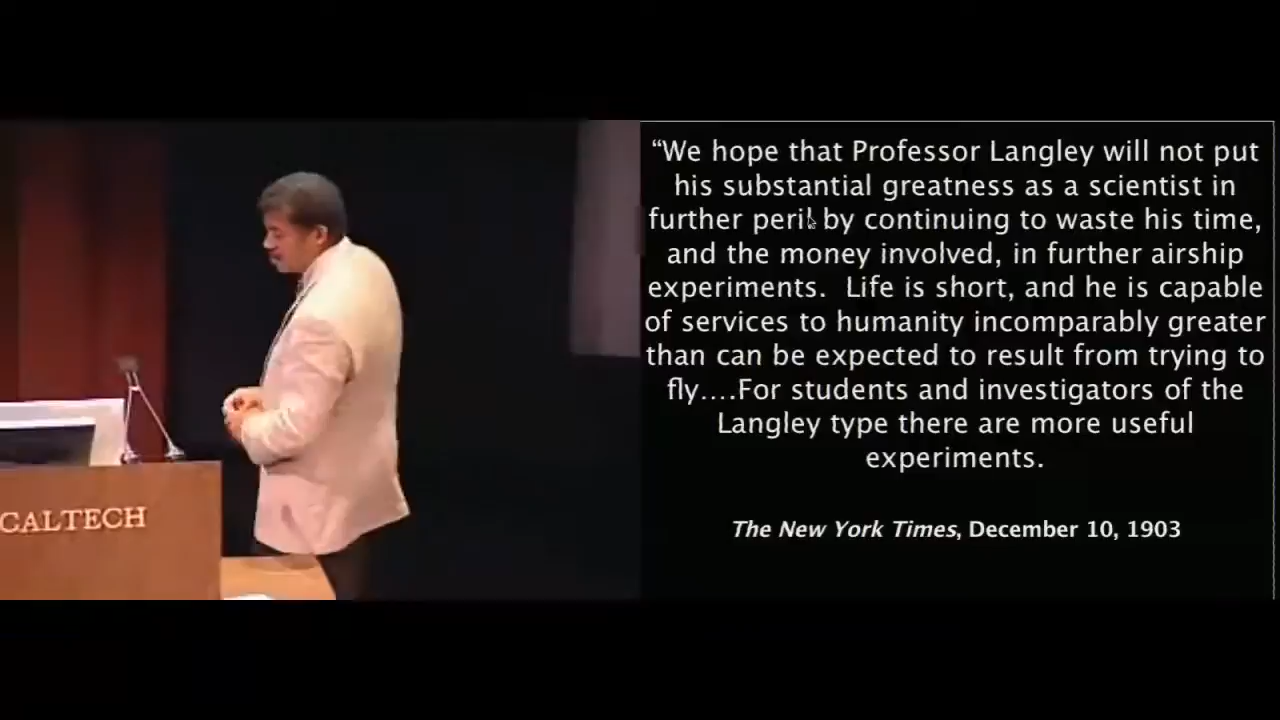 CALTECH
“We hope that Professor Langley will not put
his substantial greatness as a scientist in
further peril by continuing to waste his time,
and the money involved, in further airship
experiments.  Life is short, and he is capable
of services to humanity incomparably greater
than can be expected to result from trying to
fly....For students and investigators of the
Langley type there are more useful
experiments.
The New York Times, December 10, 1903